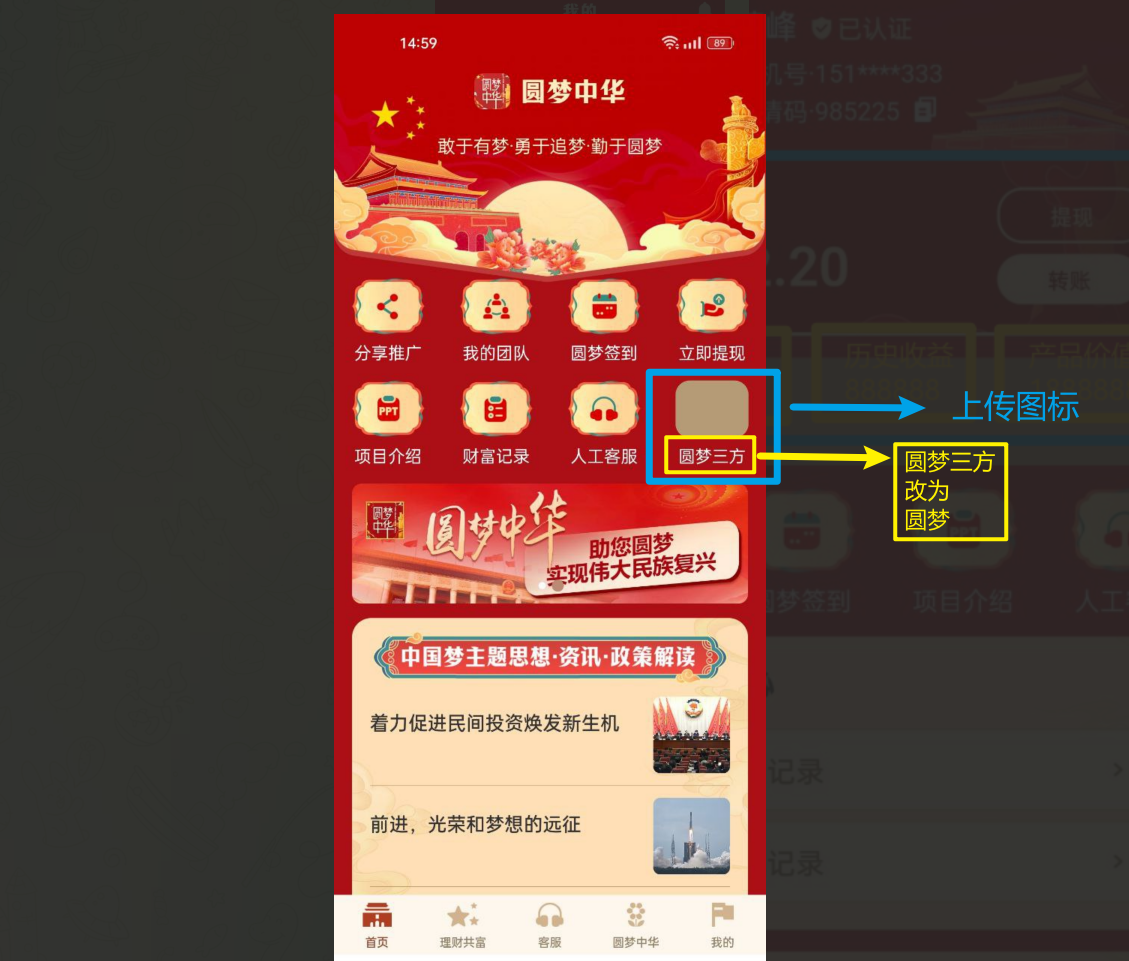 我的
14:59
89
圆梦中华
圆梦中华
敢于有梦·勇于追梦·勤于圆梦
分享推广
我的团队
圆梦签到
立即提现
PPT
项目介绍
财富记录
人工客服
圆梦三方
上传图标
圆梦三方
改为
圆梦
圆梦中华
圆梦中华
助您圆梦
实现伟大民族复兴
中国梦主题思想·资讯·政策解读
着力促进民间投资焕发新生机
前进，光荣和梦想的远征
首页
理财共富
客服
圆梦中华
我的
峰
已认证
机号·151****333
请码·985225
提现
.20
转账
历史收益
产品价值
888888
梦签到
PPT
项目介绍
人工
记录
记录